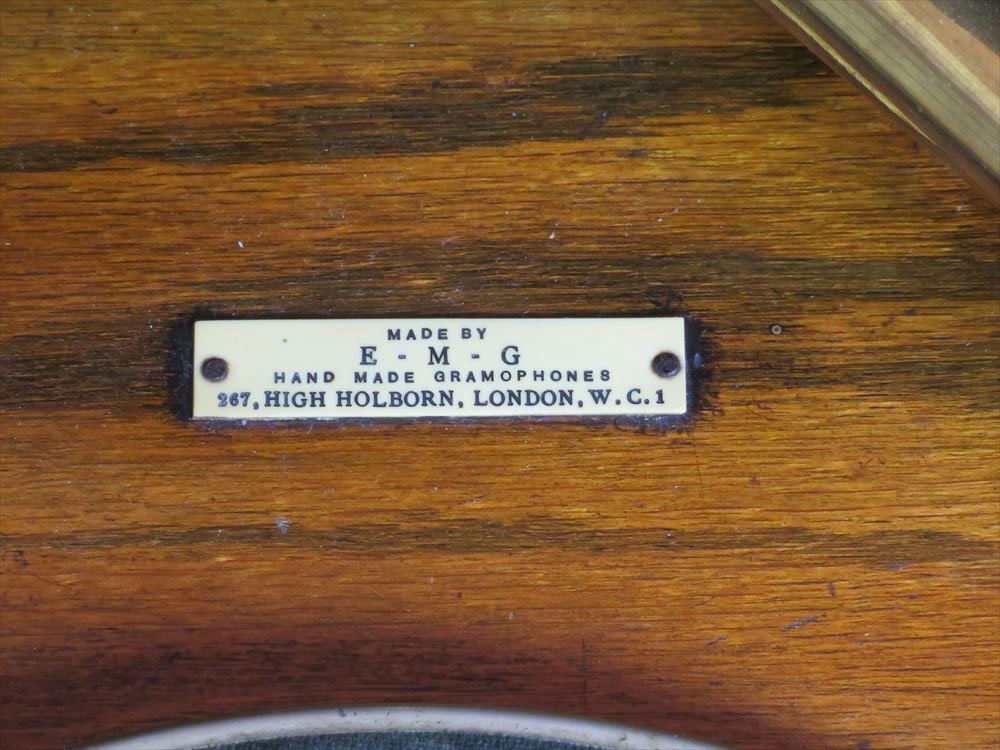 MADE BY
E - M - G
HAND MADE GRAMOPHONES
267, HIGH HOLBORN, LONDON, W.C.1